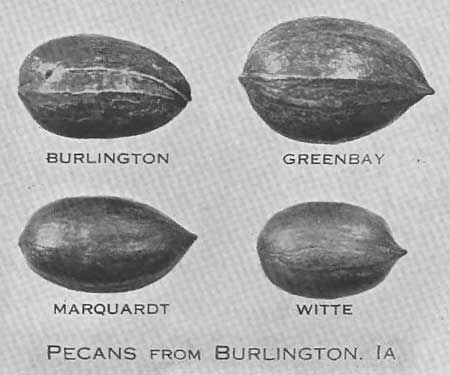 BURLINGTON
GREENBAY
MARQUARDT
WITTE
PECANS FROM BURLINGTON. IA